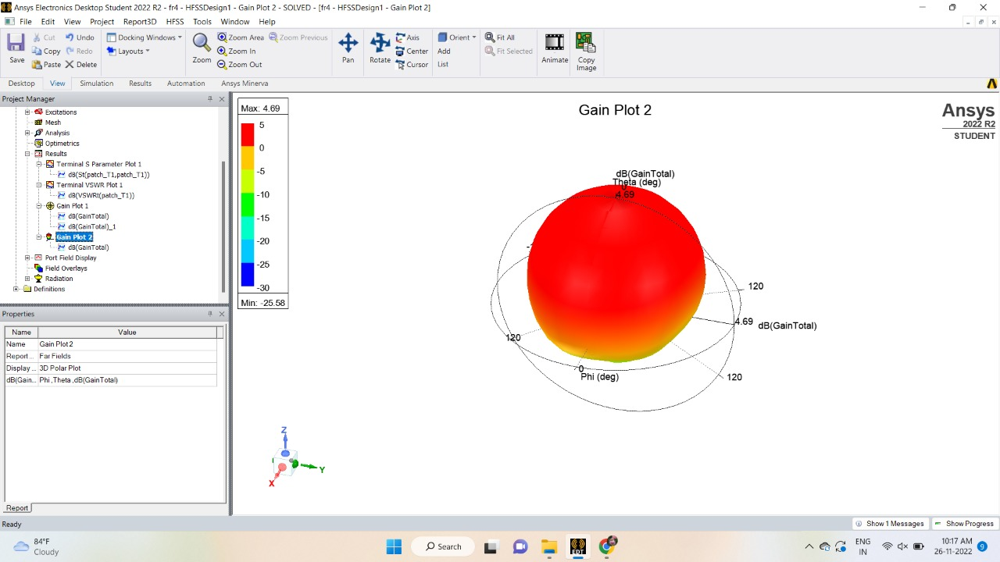 Ansys Electronics Desktop Student 2022 R2 - fr4 - HFSSDesign1 - Gain Plot 2 - SOLVED - [fr4 - HFSSDesign1 - Gain Plot 2]
File Edit View Project Report3D HFSS Tools Window Help
Save
Cut
Copy
Paste
Undo
Redo
Delete
Docking Windows
Layouts
Zoom
Zoom Area
Zoom In
Zoom Out
Zoom Previous
Pan
Rotate
Axis
Center
Cursor
Orient
Add
List
Fit All
Fit Selected
Animate
Copy
Image
Desktop View Simulation Results Automation Ansys Minerva
Project Manager
Excitations
Mesh
Analysis
Optimetrics
Results
Terminal S Parameter Plot 1
dB(St(patch_T1,patch_T1))
Terminal VSWR Plot 1
dB(VSWRt(patch_T1))
Gain Plot 1
dB(GainTotal)
dB(GainTotal)_1
Gain Plot 2
dB(GainTotal)
Port Field Display
Field Overlays
Radiation
Definitions
Properties
Name Value
Name Gain Plot 2
Report... Far Fields
Display ... 3D Polar Plot
dB(Gain... Phi ,Theta ,dB(GainTotal)
Report
Max: 4.69
5
0
-5
-10
-15
-20
-25
-30
Min: -25.58
Gain Plot 2
Ansys
2022 R2
STUDENT
dB(GainTotal)
Theta (deg)
0
4.69
120
4.69 dB(GainTotal)
120
0
Phi (deg)
120
Z
Y
X
Ready
Show 1 Messages Show Progress
84°F
Cloudy
Search
EDT
ENG
IN
10:17 AM
26-11-2022
9